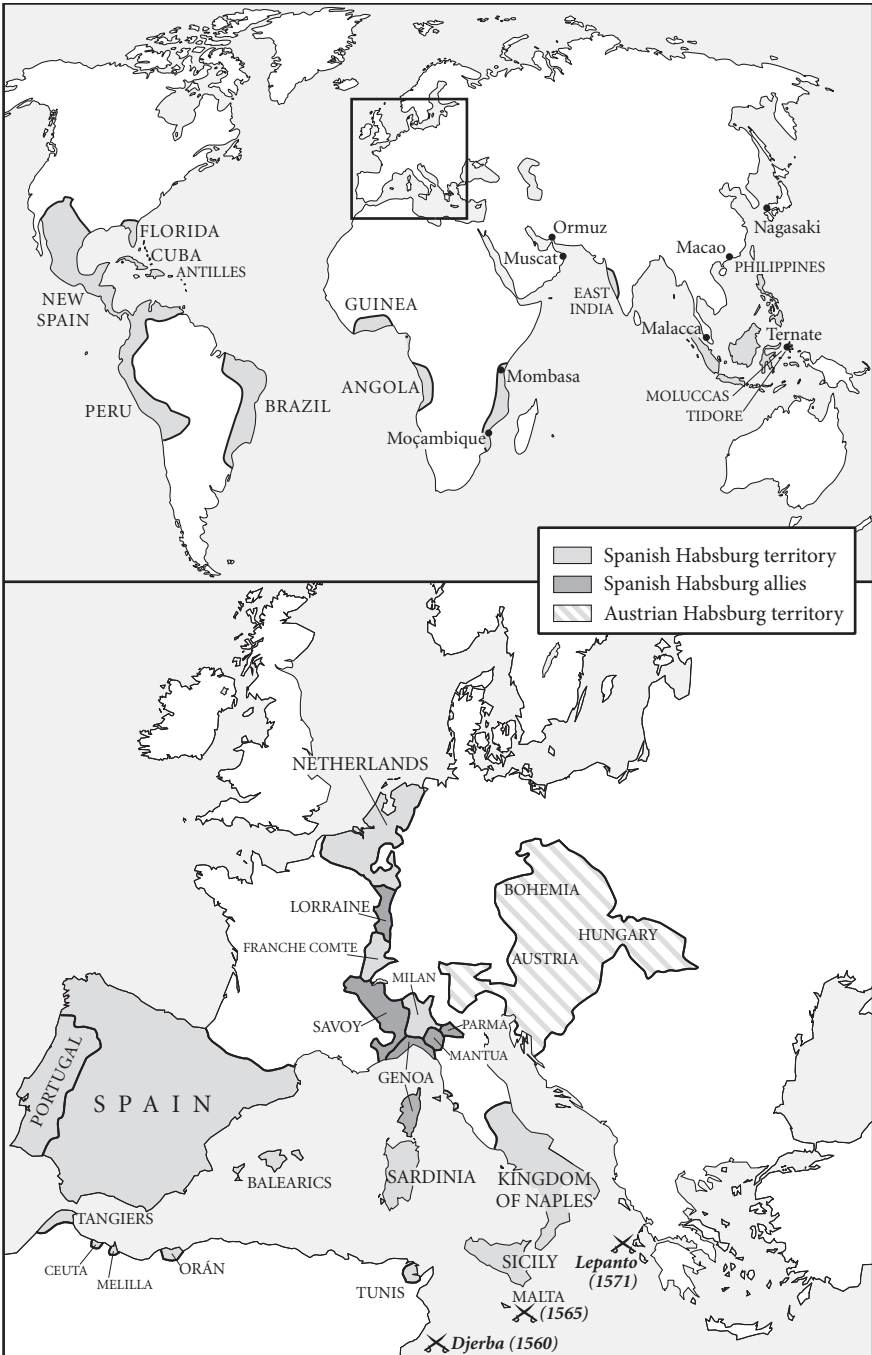 FLORIDA
CUBA
ANTILLES
NEW
SPAIN
PERU
BRAZIL
GUINEA
ANGOLA
Mombasa
Moçambique
Ormuz
Muscat
EAST
INDIA
Macao
Nagasaki
PHILIPPINES
Malacca
Ternate
MOLUCCAS
TIDORE
Spanish Habsburg territory
Spanish Habsburg allies
Austrian Habsburg territory
NETHERLANDS
LORRAINE
FRANCHE COMTE
BOHEMIA
HUNGARY
AUSTRIA
MILAN
SAVOY
PARMA
MANTUA
GENOA
PORTUGAL
SPAIN
BALEARICS
SARDINIA
KINGDOM
OF NAPLES
TANGIERS
CEUTA
MELILLA
ORÁN
TUNIS
SICILY
Lepanto
(1571)
MALTA
(1565)
Djerba (1560)